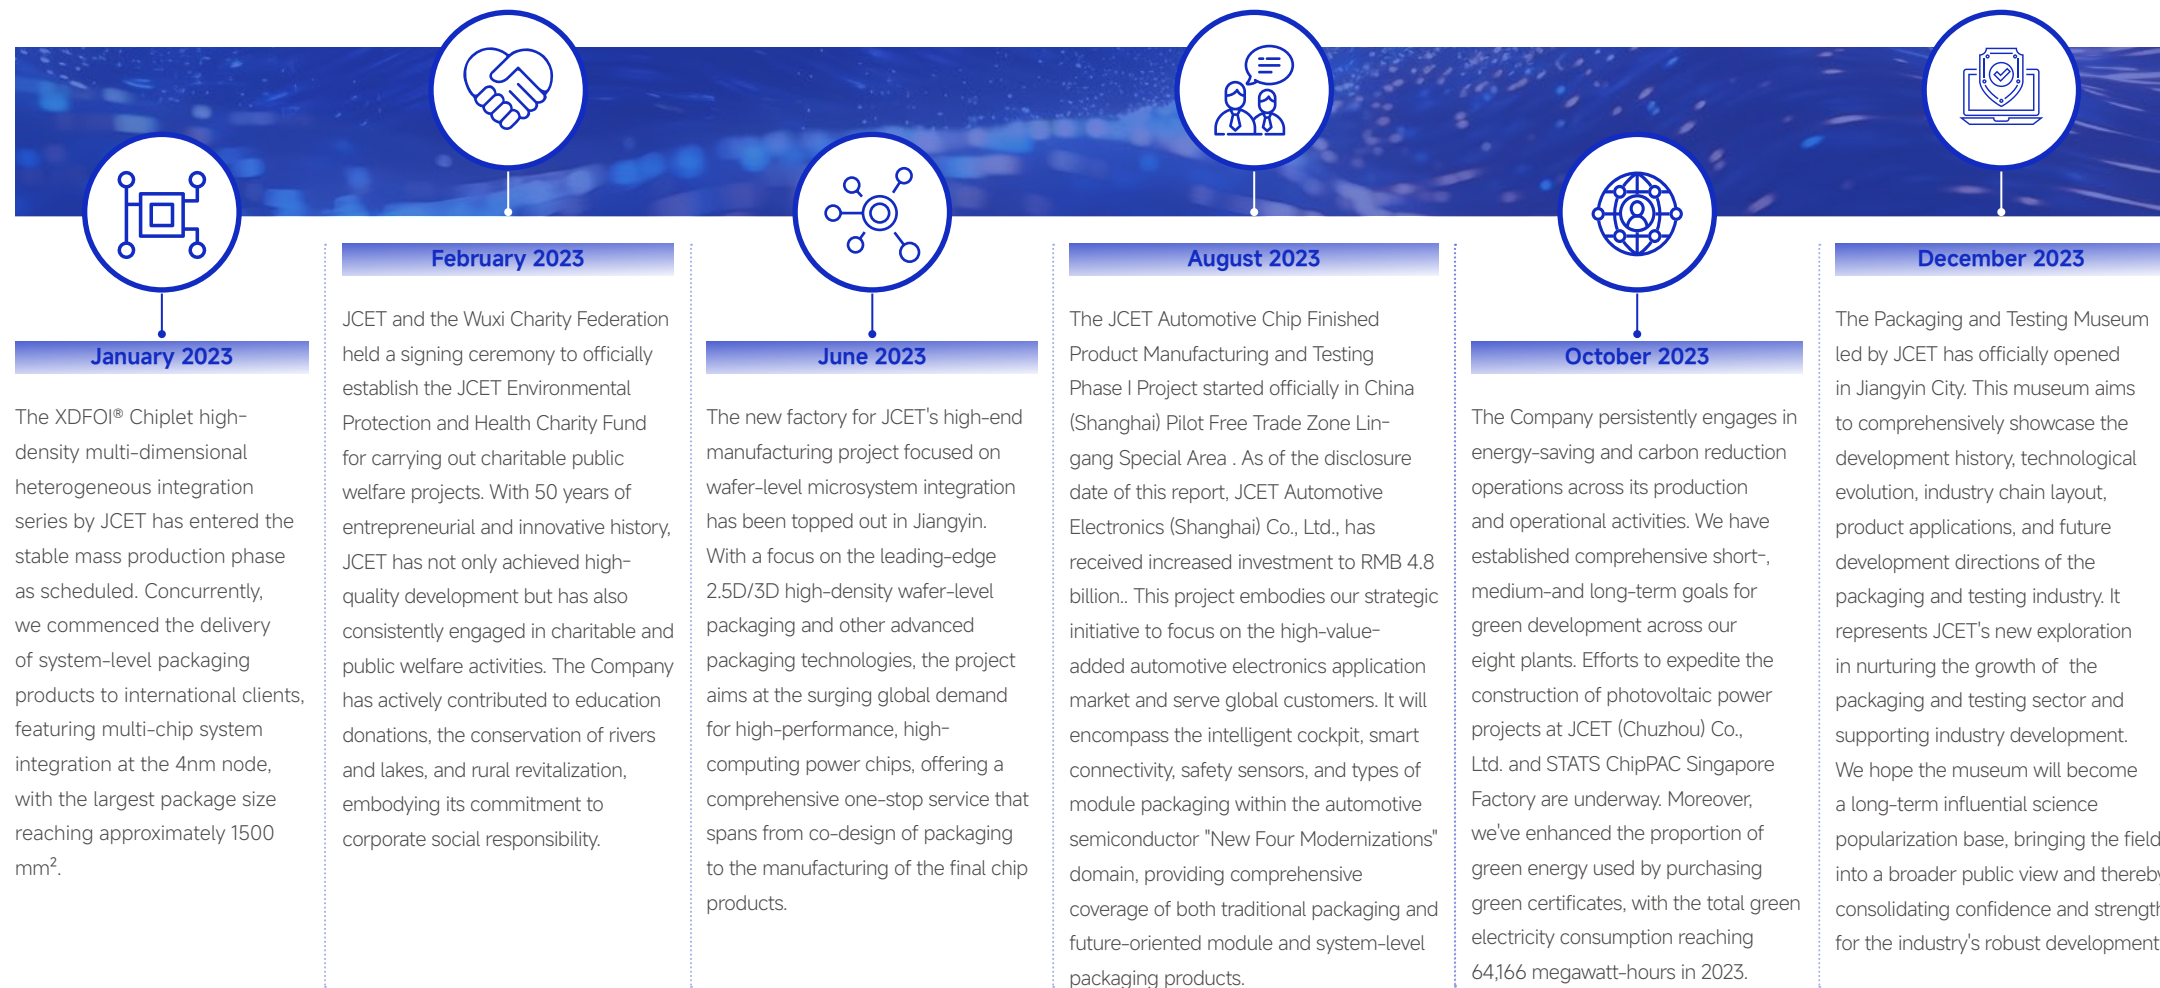 January 2023
The XDFOI® Chiplet high-
density multi-dimensional
heterogeneous integration
series by JCET has entered the
stable mass production phase
as scheduled. Concurrently,
we commenced the delivery
of system-level packaging
products to international clients,
featuring multi-chip system
integration at the 4nm node,
with the largest package size
reaching approximately 1500
mm².
February 2023
JCET and the Wuxi Charity Federation
held a signing ceremony to officially
establish the JCET Environmental
Protection and Health Charity Fund
for carrying out charitable public
welfare projects. With 50 years of
entrepreneurial and innovative history,
JCET has not only achieved high-
quality development but has also
consistently engaged in charitable and
public welfare activities. The Company
has actively contributed to education
donations, the conservation of rivers
and lakes, and rural revitalization,
embodying its commitment to
corporate social responsibility.
June 2023
The new factory for JCET's high-end
manufacturing project focused on
wafer-level microsystem integration
has been topped out in Jiangyin.
With a focus on the leading-edge
2.5D/3D high-density wafer-level
packaging and other advanced
packaging technologies, the project
aims at the surging global demand
for high-performance, high-
computing power chips, offering a
comprehensive one-stop service that
spans from co-design of packaging
to the manufacturing of the final chip
products.
August 2023
The JCET Automotive Chip Finished
Product Manufacturing and Testing
Phase I Project started officially in China
(Shanghai) Pilot Free Trade Zone Lin-
gang Special Area . As of the disclosure
date of this report, JCET Automotive
Electronics (Shanghai) Co., Ltd., has
received increased investment to RMB 4.8
billion.. This project embodies our strategic
initiative to focus on the high-value-
added automotive electronics application
market and serve global customers. It will
encompass the intelligent cockpit, smart
connectivity, safety sensors, and types of
module packaging within the automotive
semiconductor "New Four Modernizations"
domain, providing comprehensive
coverage of both traditional packaging and
future-oriented module and system-level
packaging products.
October 2023
The Company persistently engages in
energy-saving and carbon reduction
operations across its production
and operational activities. We have
established comprehensive short-,
medium-and long-term goals for
green development across our
eight plants. Efforts to expedite the
construction of photovoltaic power
projects at JCET (Chuzhou) Co.,
Ltd. and STATS ChipPAC Singapore
Factory are underway. Moreover,
we've enhanced the proportion of
green energy used by purchasing
green certificates, with the total green
electricity consumption reaching
64,166 megawatt-hours in 2023.
December 2023
The Packaging and Testing Museum
led by JCET has officially opened
in Jiangyin City. This museum aims
to comprehensively showcase the
development history, technological
evolution, industry chain layout,
product applications, and future
development directions of the
packaging and testing industry. It
represents JCET's new exploration
in nurturing the growth of the
packaging and testing sector and
supporting industry development.
We hope the museum will become
a long-term influential science
popularization base, bringing the field
into a broader public view and thereby
consolidating confidence and strength
for the industry's robust development